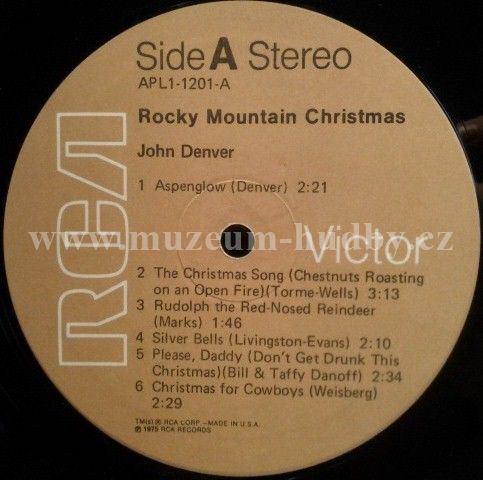 Side A Stereo
APL1-1201-A
Rocky Mountain Christmas
John Denver
1 Aspenglow (Denver) 2:21
RCA
Victor
www.muzeum-hudby.cz
2 The Christmas Song (Chestnuts Roasting
on an Open Fire)(Torme-Wells) 3:13
3 Rudolph the Red-Nosed Reindeer
(Marks) 1:46
4 Silver Bells (Livingston-Evans) 2:10
5 Please, Daddy (Don't Get Drunk This
Christmas)(Bill & Taffy Danoff) 2:34
6 Christmas for Cowboys (Weisberg)
2:29
TM(s) ® RCA CORP.—MADE IN U.S.A.
℗ 1975 RCA RECORDS